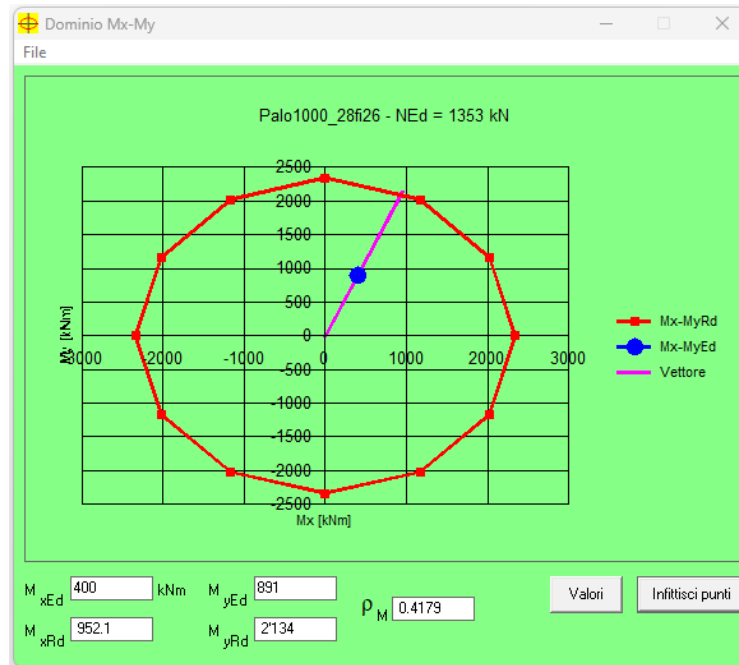 Dominio Mx-My
File
Palo1000_28fi26 - NEd = 1353 kN
2500
2000
1500
1000
500
0
-500
-1000
-1500
-2000
-2500
-3000 -2000 -1000 0 1000 2000 3000
My [kNm]
Mx [kNm]
Mx-MyRd
Mx-MyEd
Vettore
M xEd 400 kNm M yEd 891
M xRd 952.1 M yRd 2'134
ρ M 0.4179
Valori
Infittisci punti